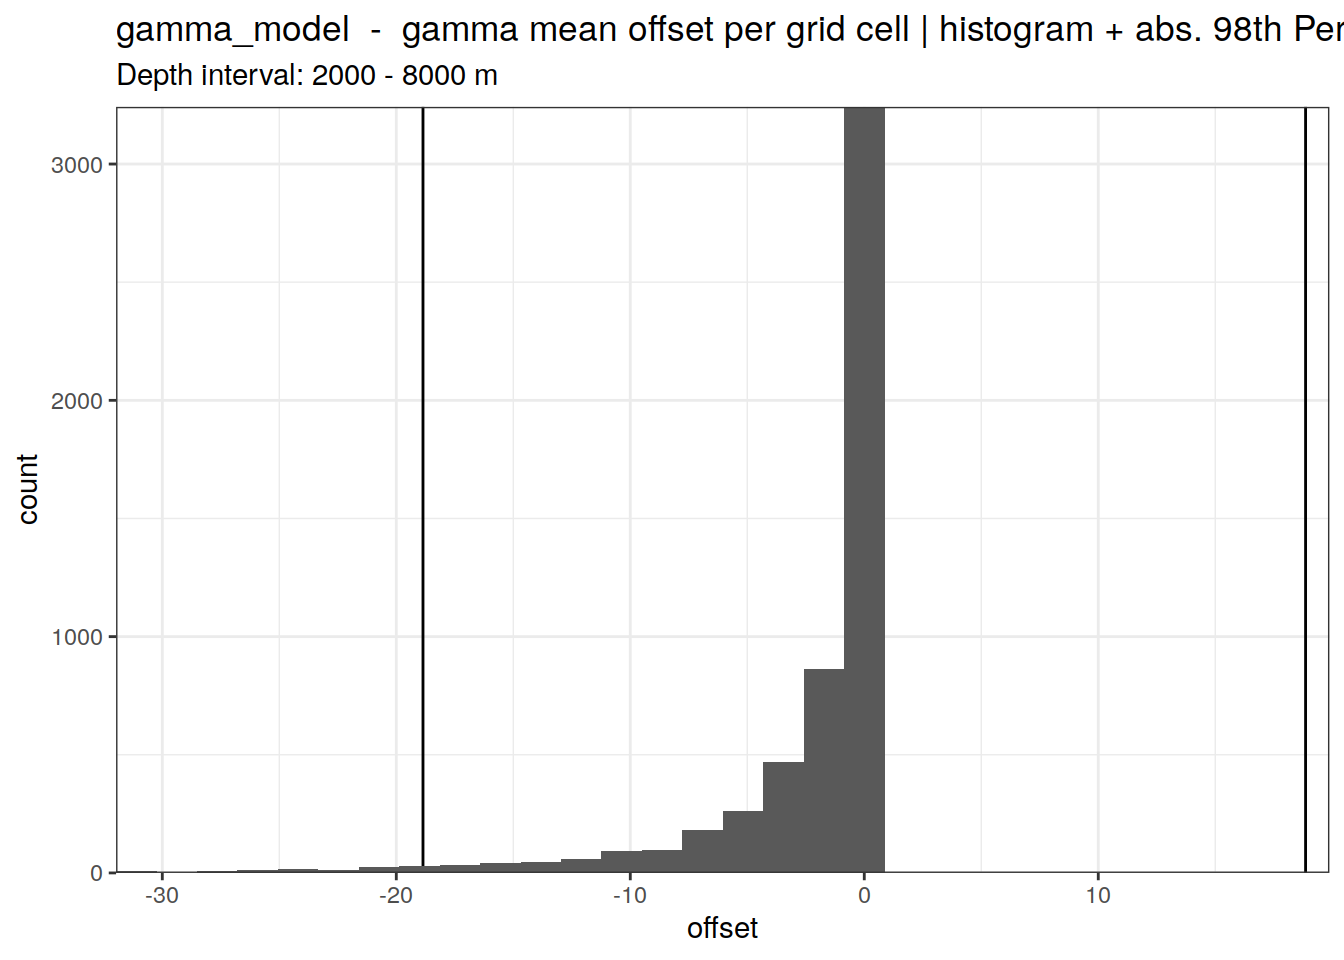 gamma_model - gamma mean offset per grid cell | histogram + abs. 98th Per
Depth interval: 2000 - 8000 m
3000
2000
1000
0
count
-30 -20 -10 0 10
offset